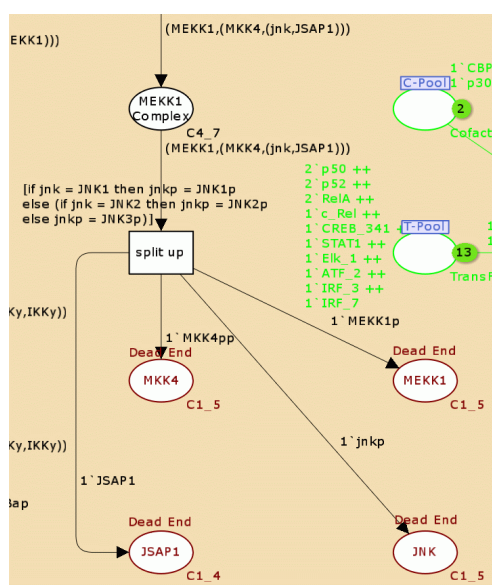 (MEKK1,(MKK4,(jnk,JSAP1)))
EKK1)))
1`CBP
C-Pool
1`p30
2
MEKK1
Complex
C4_7
Cofact
(MEKK1,(MKK4,(jnk,JSAP1)))
2`p50 ++
2`p52 ++
2`RelA ++
1`c_Rel ++
1`CREB_341
1`STAT1 ++
1`Elk_1 ++
1`ATF_2 ++
1`IRF_3 ++
1`IRF_7
T-Pool
13
TransF
[if jnk = JNK1 then jnkp = JNK1p
else (if jnk = JNK2 then jnkp = JNK2p
else jnkp = JNK3p)]
split up
Ky,IKKy))
1`MEKK1p
1`MKK4pp
Dead End
MKK4
C1_5
Dead End
MEKK1
C1_5
Ky,IKKy))
1`jnkp
1`JSAP1
Bap
Dead End
JSAP1
C1_4
Dead End
JNK
C1_5